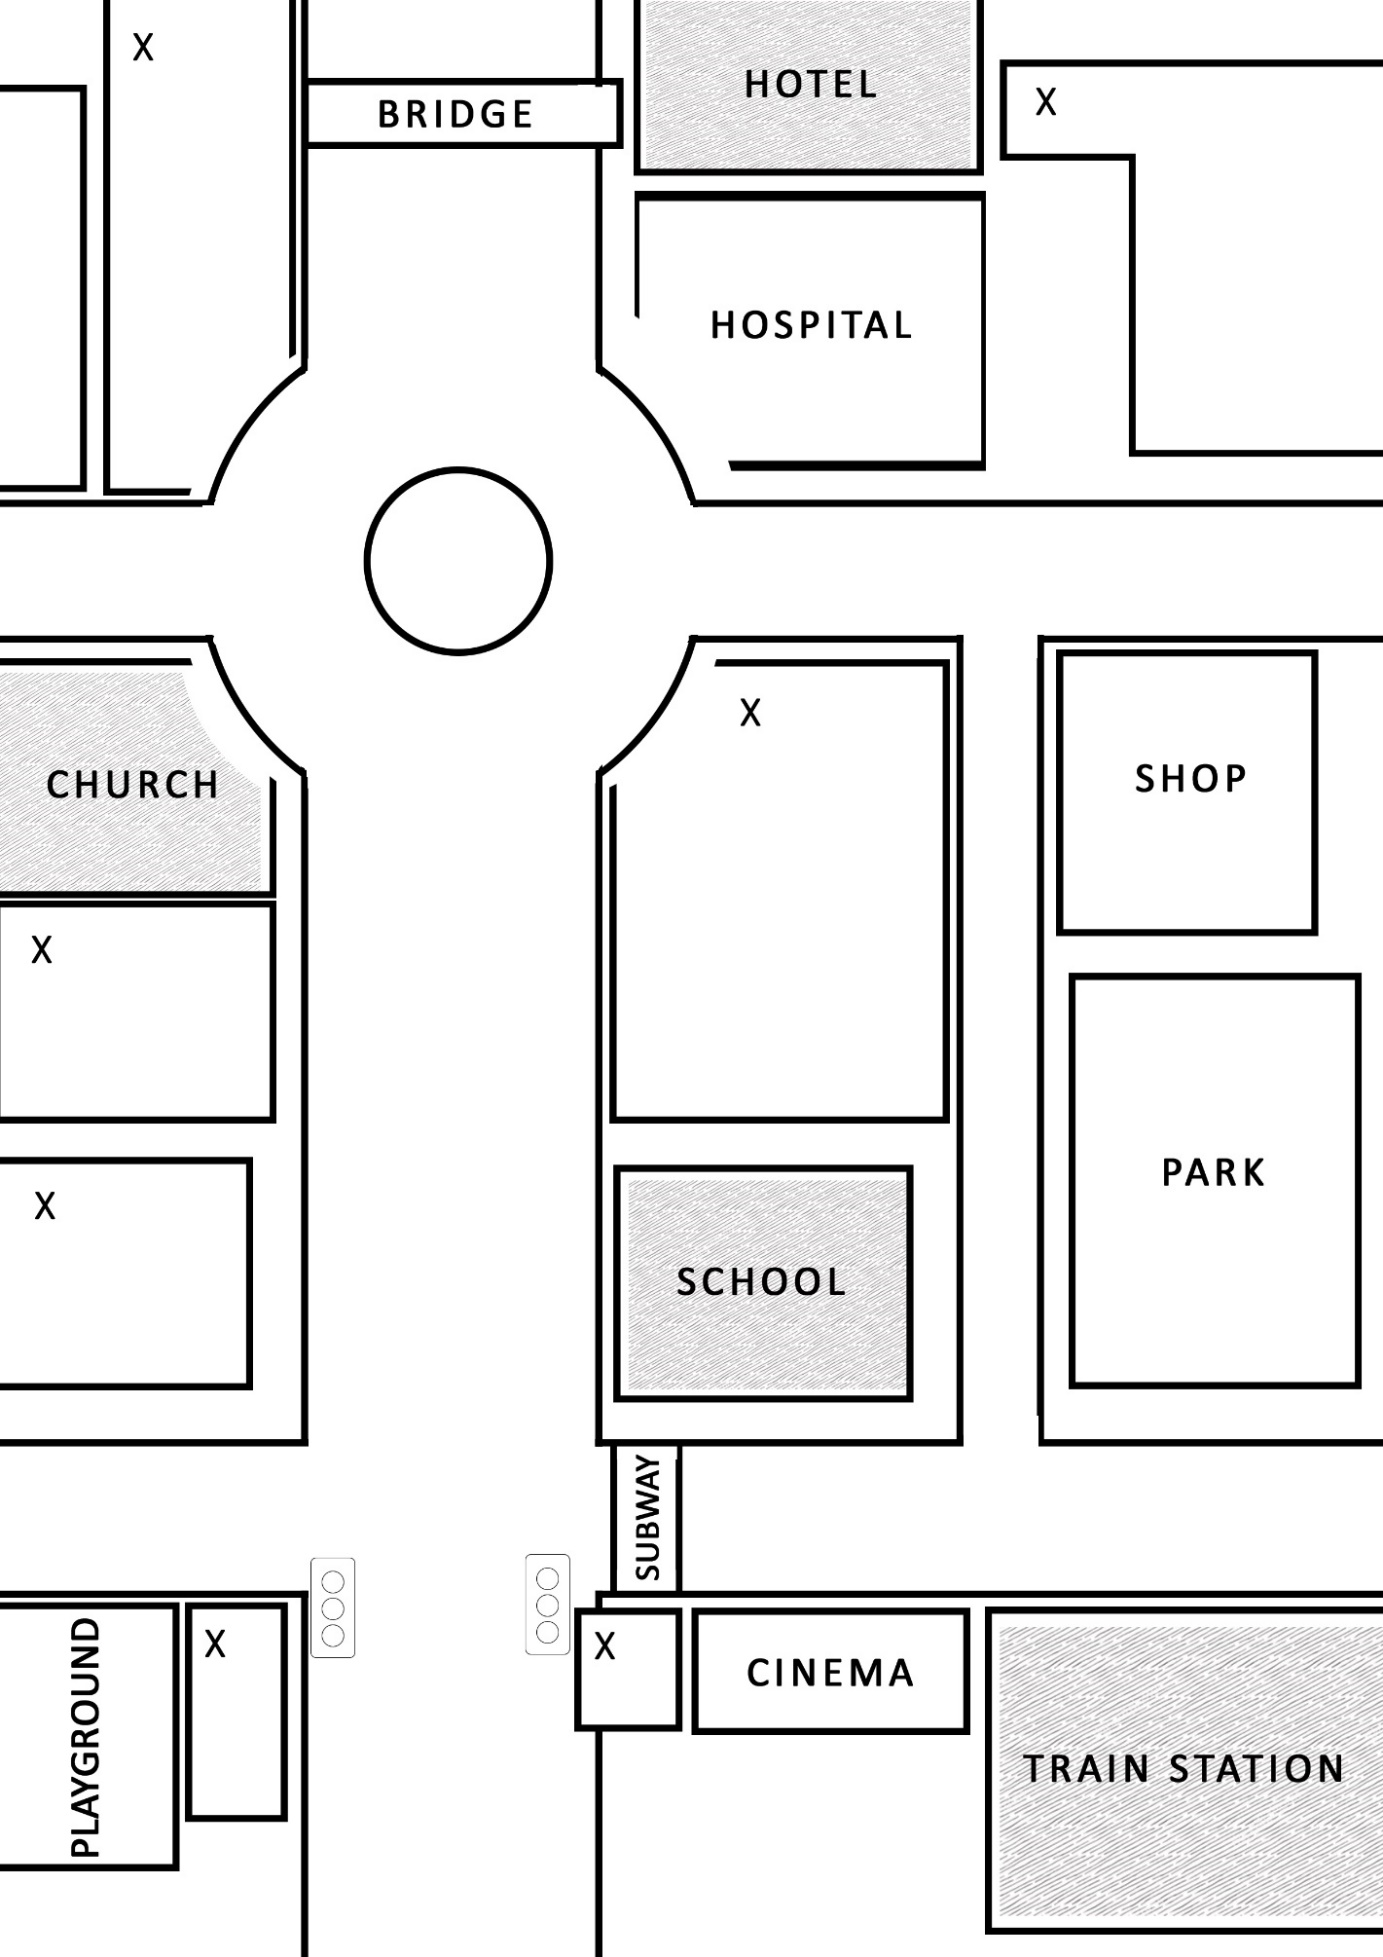 X
HOTEL
X
BRIDGE
HOSPITAL
X
SHOP
CHURCH
X
PARK
X
SCHOOL
SUBWAY
PLAYGROUND
X
X
CINEMA
TRAIN STATION